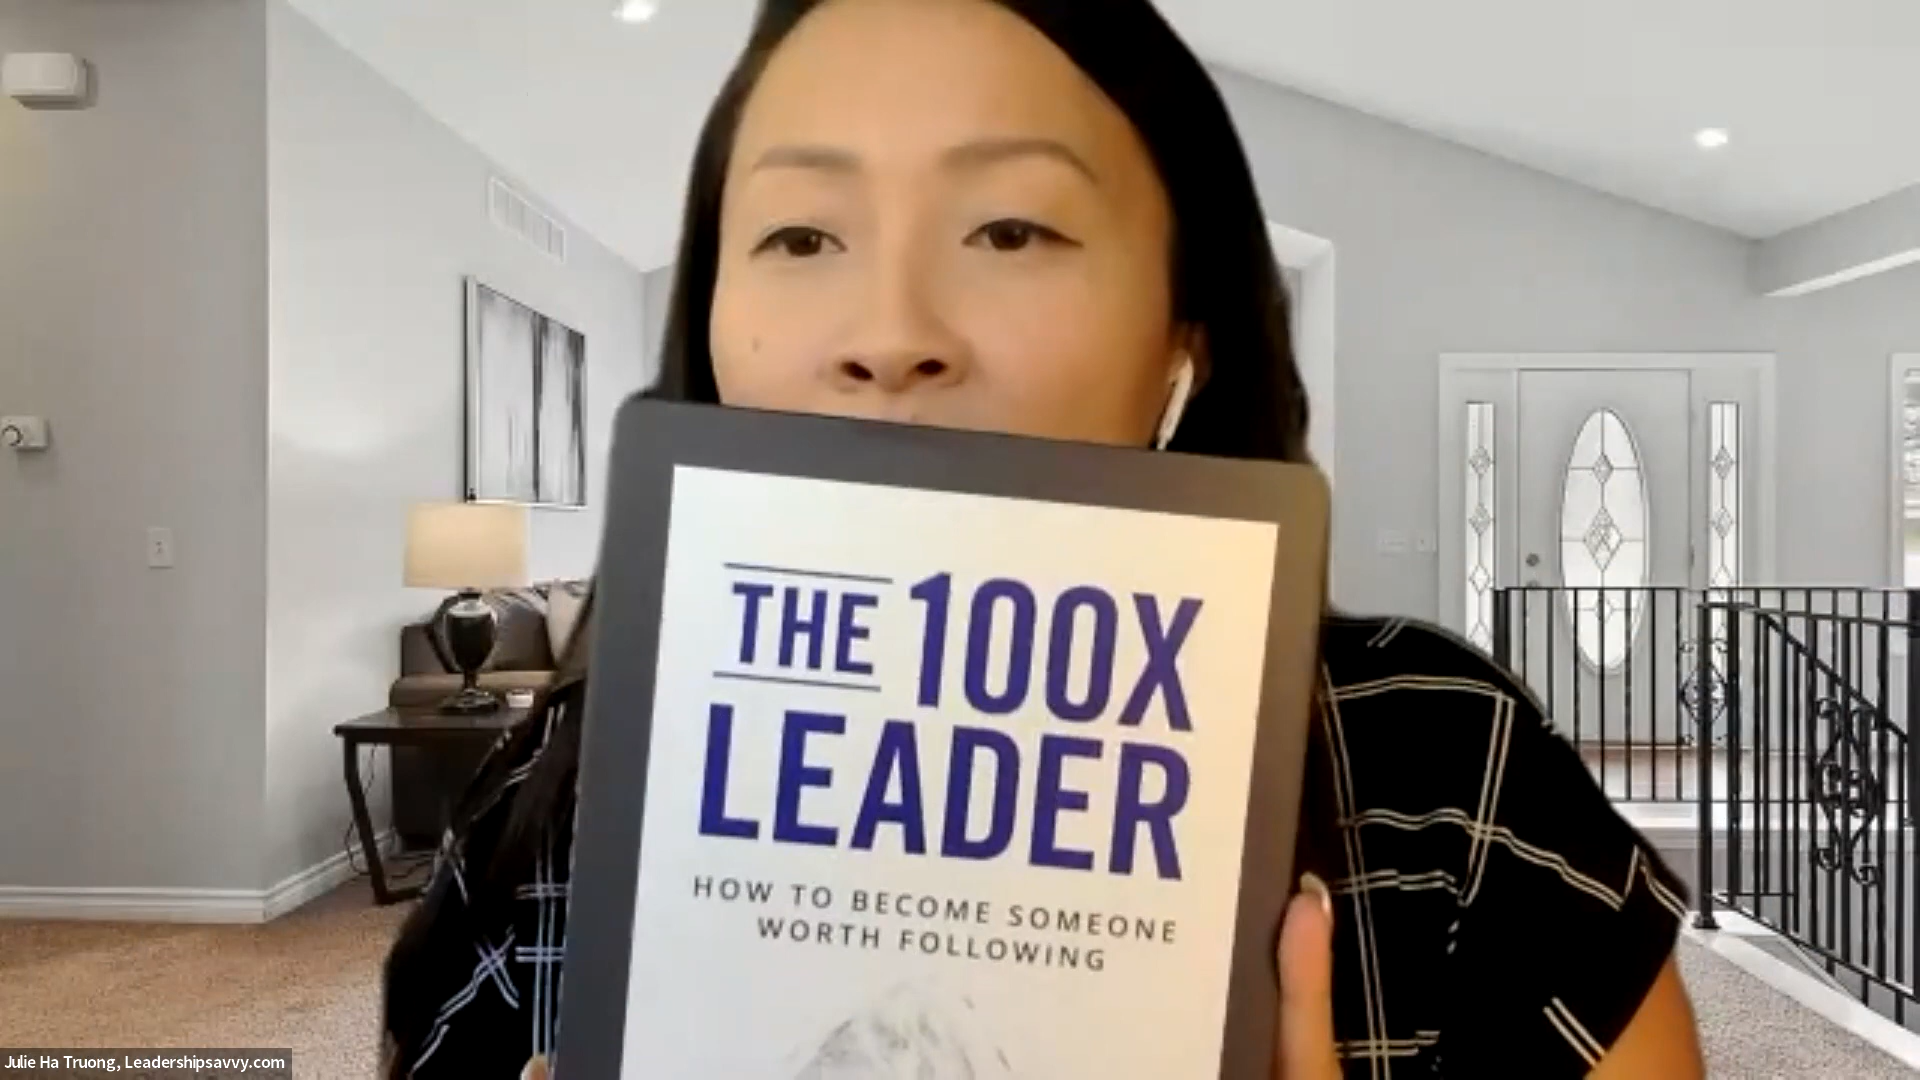 THE 100X
LEADER
HOW TO BECOME SOMEONE
WORTH FOLLOWING
Julie Ha Truong, Leadershipsavvy.com